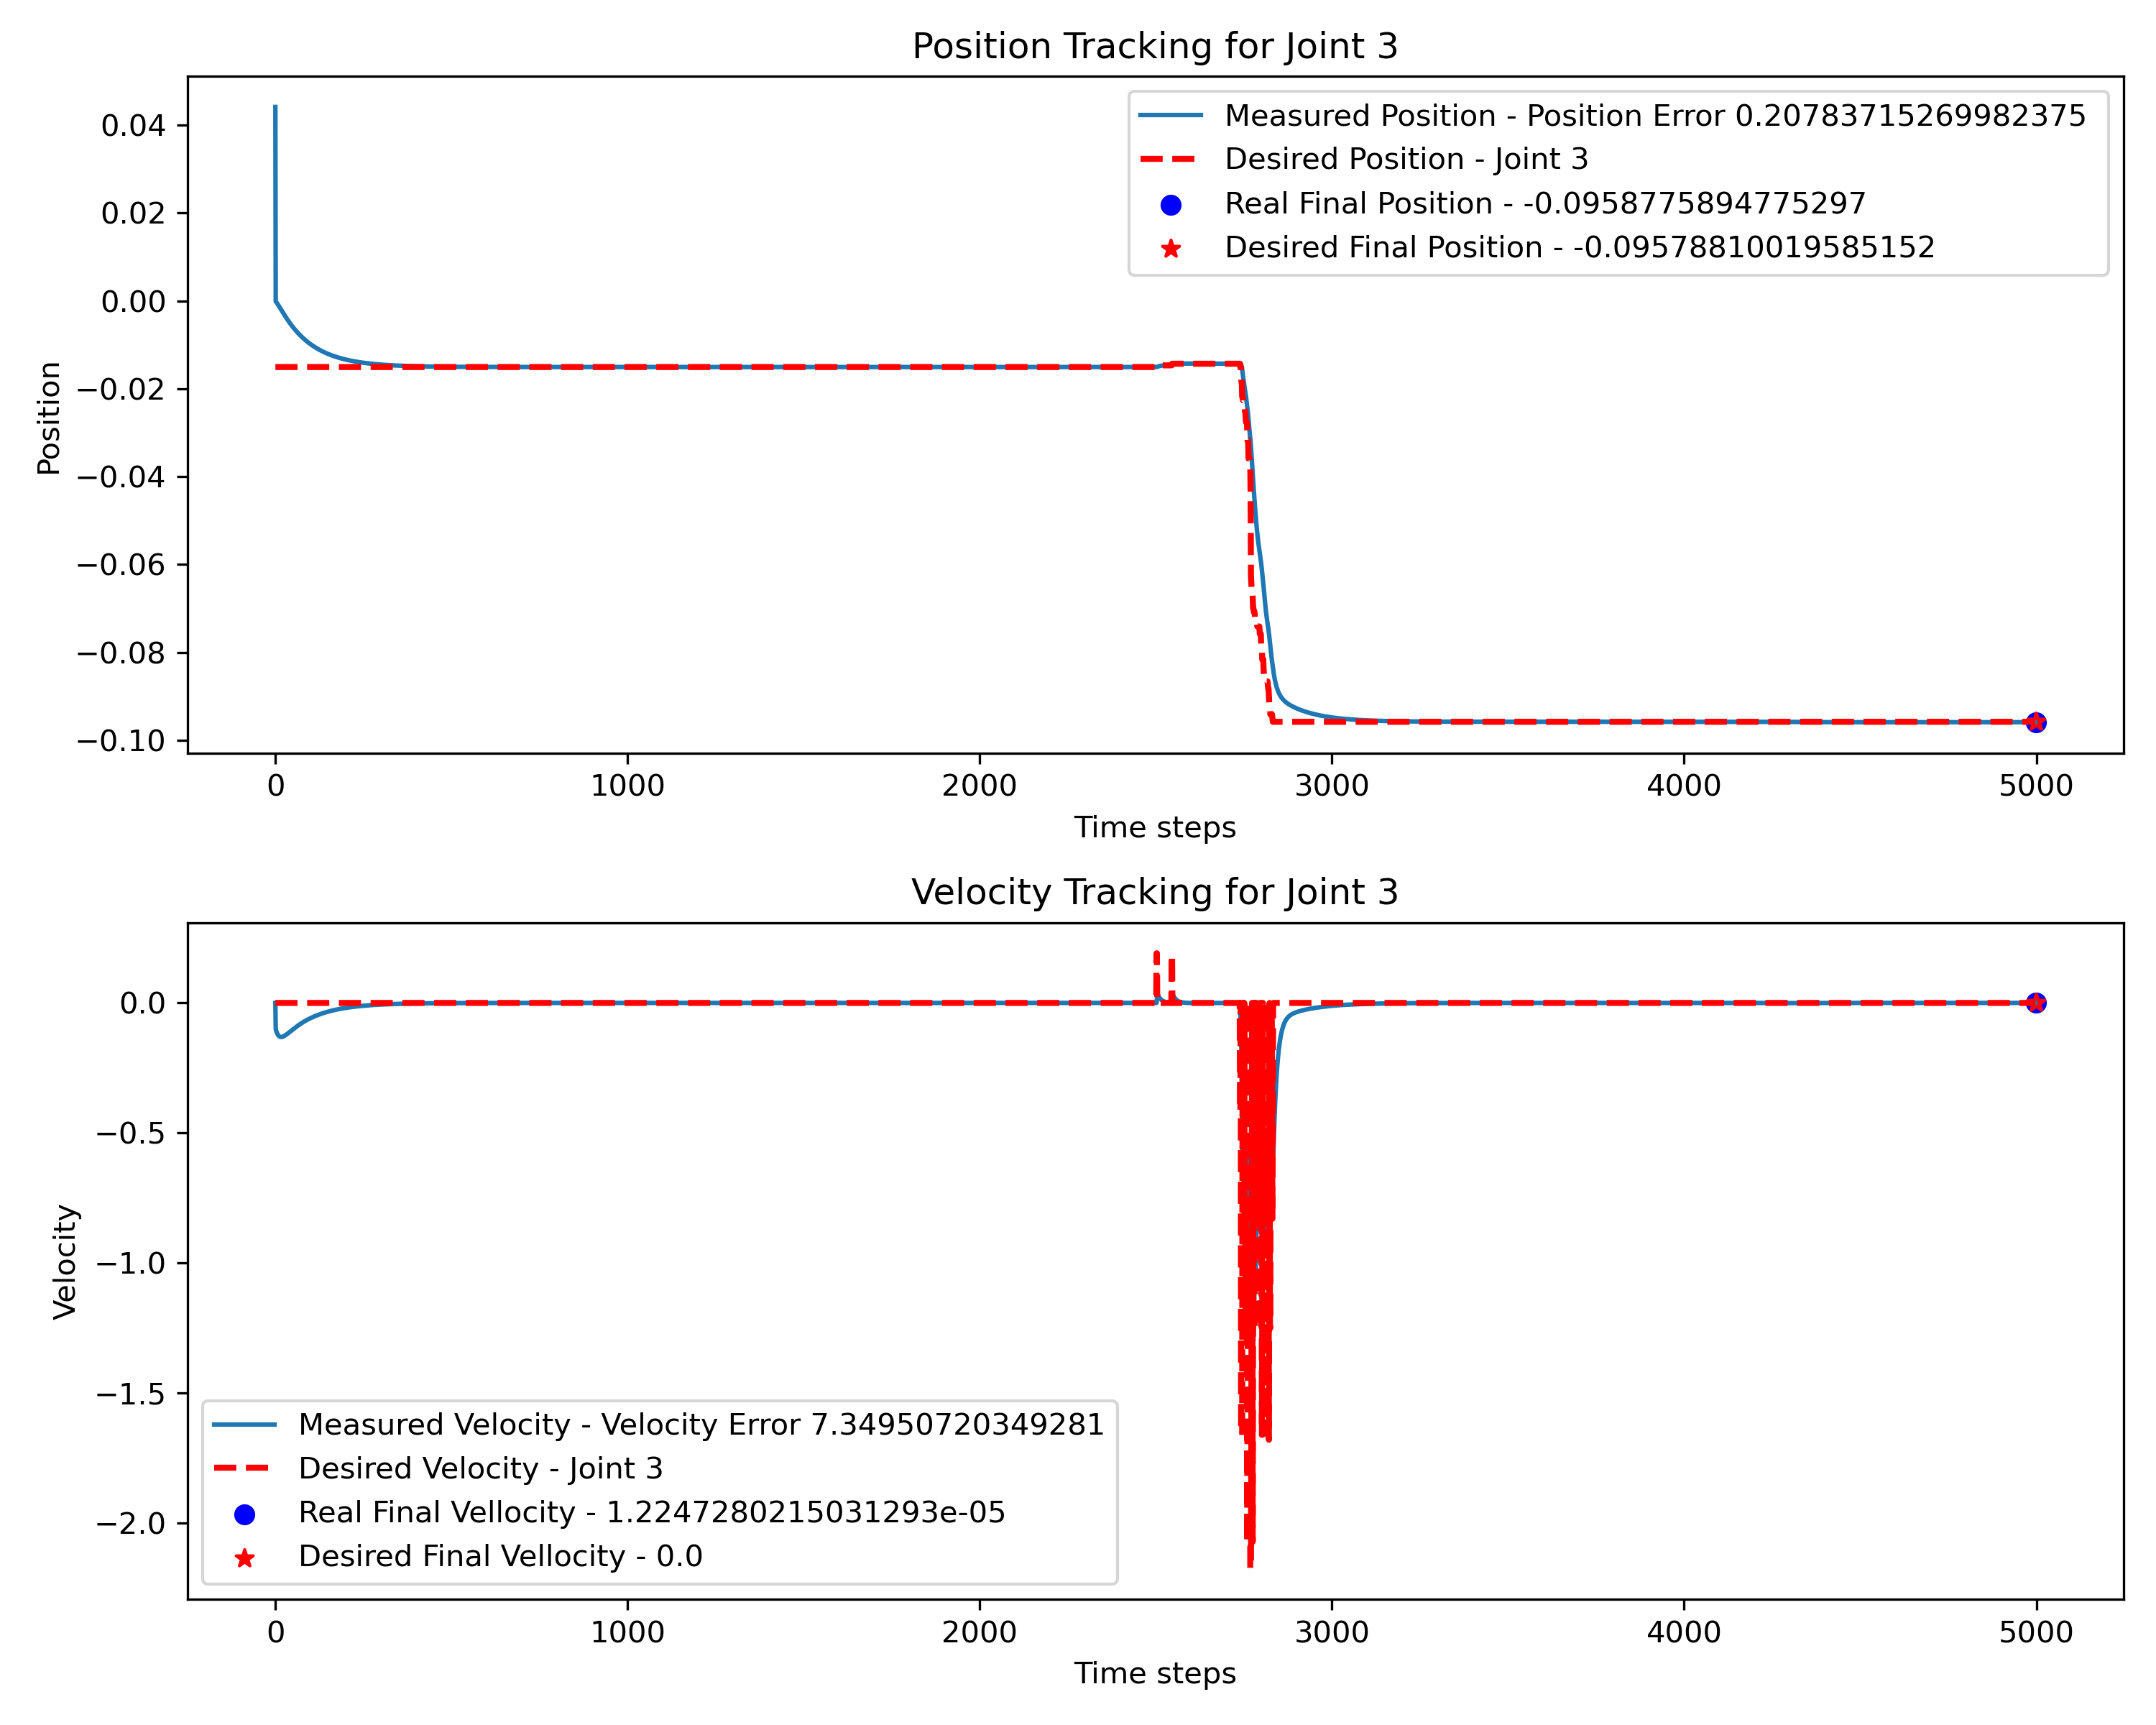 Position Tracking for Joint 3
Measured Position - Position Error 0.20783715269982375
Desired Position - Joint 3
Real Final Position - -0.0958775894775297
Desired Final Position - -0.09578810019585152
0.04
0.02
0.00
−0.02
−0.04
−0.06
−0.08
−0.10
Position
0 1000 2000 3000 4000 5000
Time steps
Velocity Tracking for Joint 3
0.0
−0.5
−1.0
−1.5
−2.0
Velocity
Measured Velocity - Velocity Error 7.34950720349281
Desired Velocity - Joint 3
Real Final Vellocity - 1.2247280215031293e-05
Desired Final Vellocity - 0.0
0 1000 2000 3000 4000 5000
Time steps